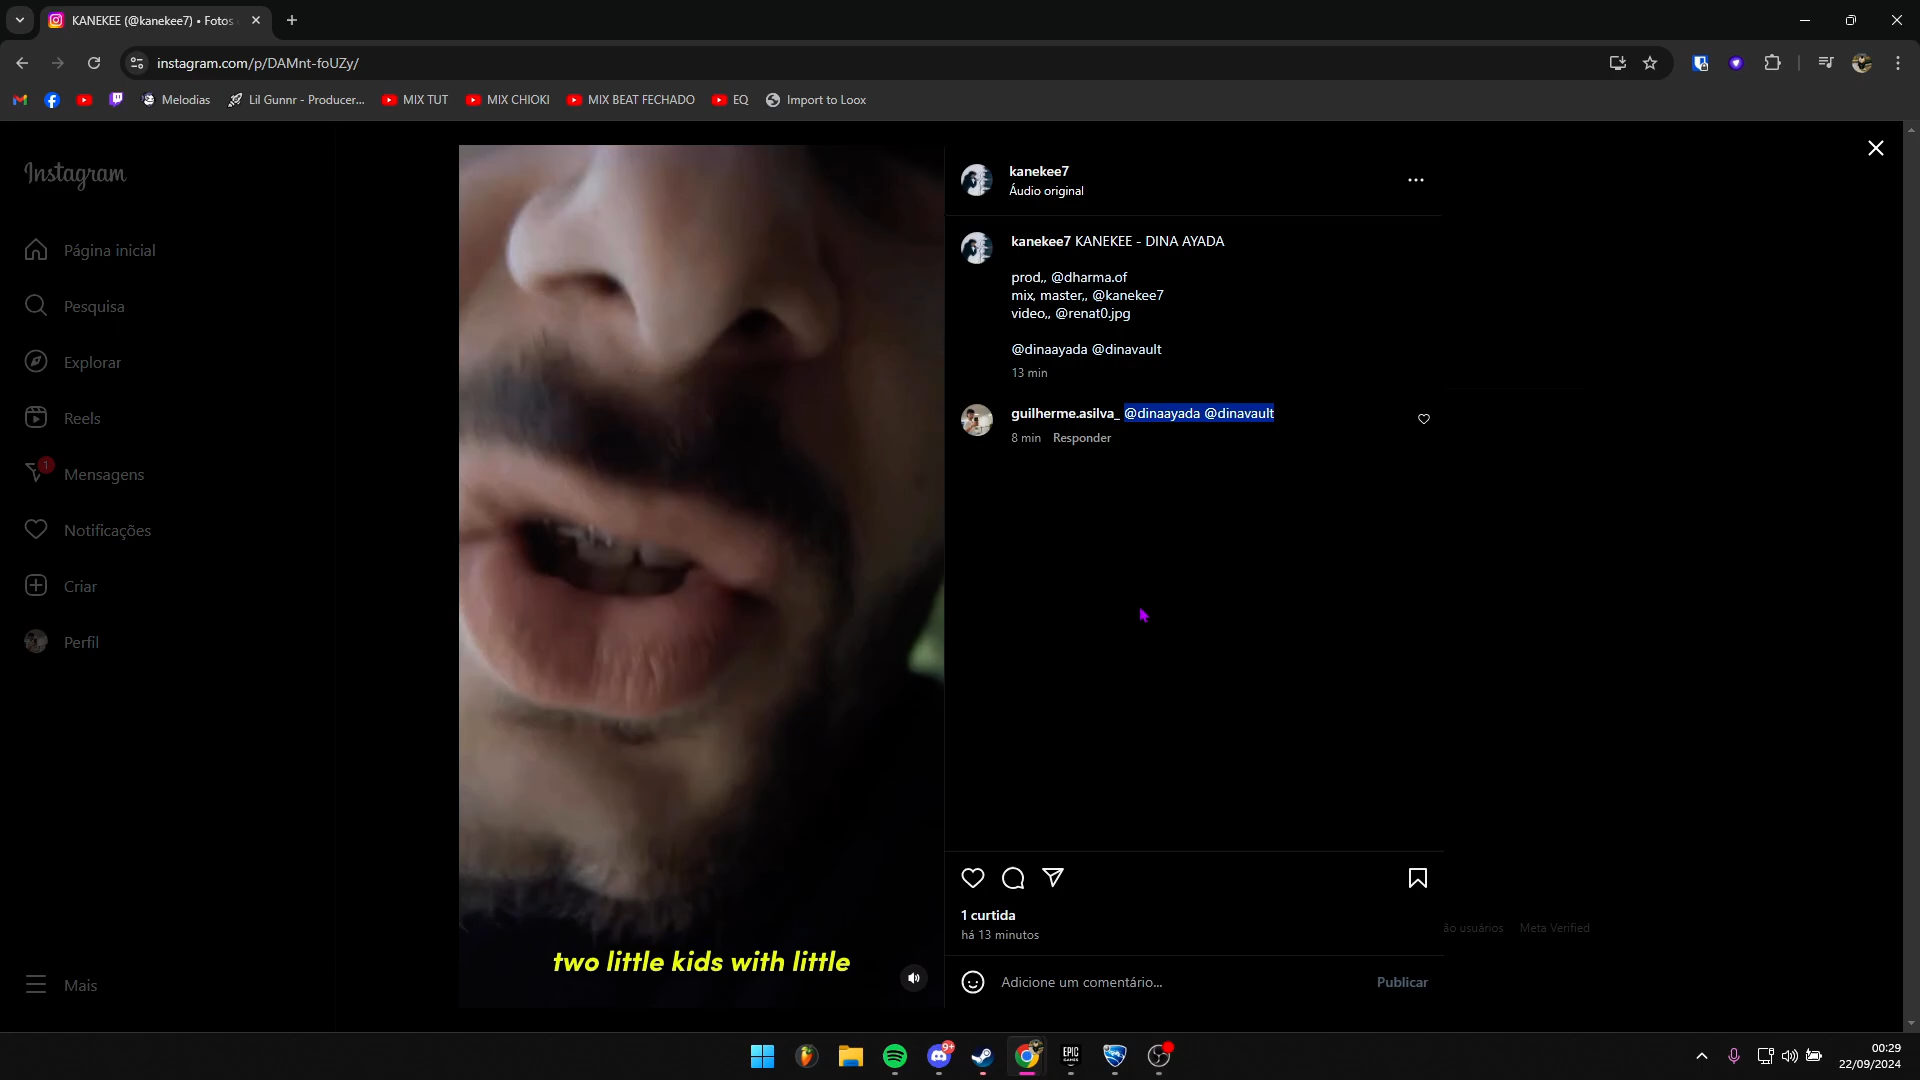 KANEKEE (@kanekee7) • Fotos
instagram.com/p/DAMnt-foUZy/
Melodias
Lil Gunnr - Producer...
MIX TUT
MIX CHIOKI
MIX BEAT FECHADO
EQ
Import to Loox
Instagram
Página inicial
Pesquisa
Explorar
Reels
1
Mensagens
Notificações
Criar
Perfil
Mais
two little kids with little
kanekee7
Áudio original
kanekee7 KANEKEE - DINA AYADA
prod,, @dharma.of
mix, master,, @kanekee7
video,, @renat0.jpg
@dinaayada @dinavault
13 min
guilherme.asilva_ @dinaayada @dinavault
8 min Responder
1 curtida
há 13 minutos
ão usuários Meta Verified
Adicione um comentário...
Publicar
9+
EPIC
GAMES
00:29
22/09/2024